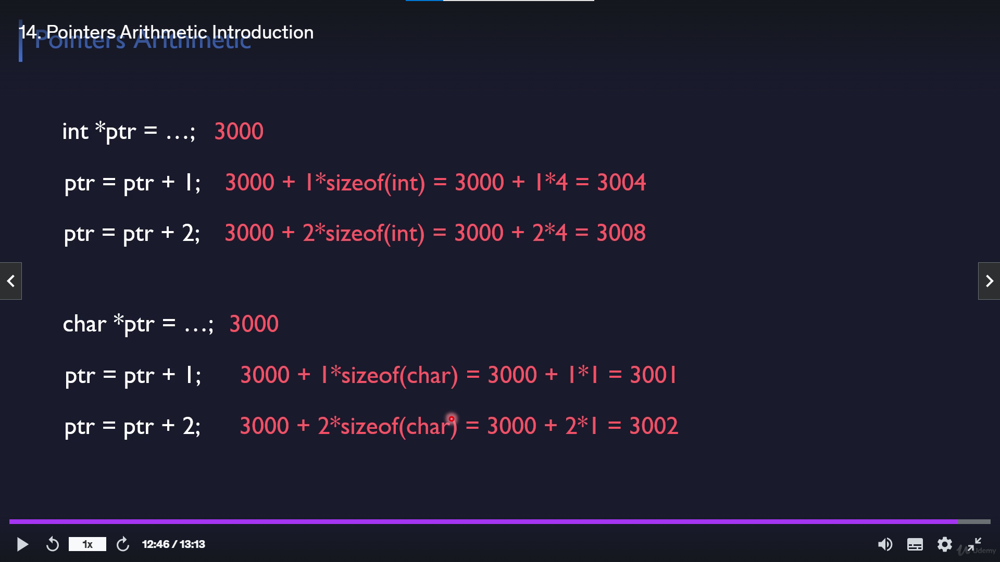 14. Pointers Arithmetic Introduction
Pointers Arithmetic
int *ptr = …; 3000
ptr = ptr + 1; 3000 + 1*sizeof(int) = 3000 + 1*4 = 3004
ptr = ptr + 2; 3000 + 2*sizeof(int) = 3000 + 2*4 = 3008
char *ptr = …; 3000
ptr = ptr + 1; 3000 + 1*sizeof(char) = 3000 + 1*1 = 3001
ptr = ptr + 2; 3000 + 2*sizeof(char) = 3000 + 2*1 = 3002
1x 12:46 / 13:13
Udemy